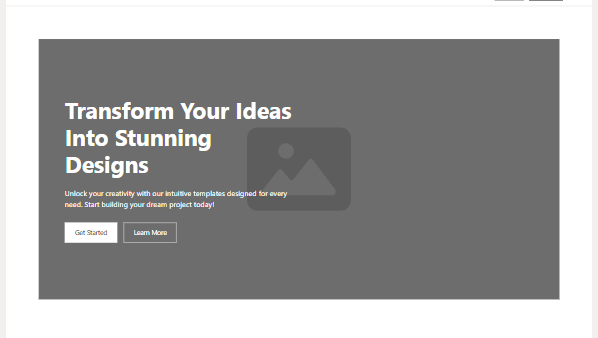 Transform Your Ideas
Into Stunning
Designs
Unlock your creativity with our intuitive templates designed for every
need. Start building your dream project today!
Get Started
Learn More